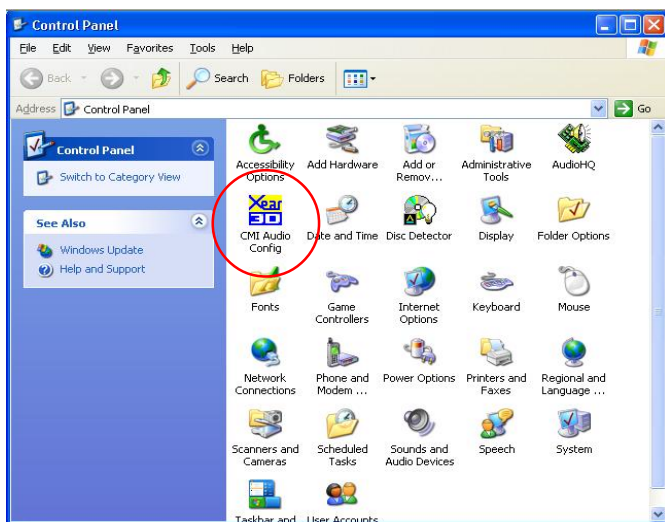 Control Panel
File Edit View Favorites Tools Help
Back Search Folders
Address Control Panel Go
Control Panel
Switch to Category View
See Also
Windows Update
Help and Support
Accessibility Options
Add Hardware
Add or Remov...
Administrative Tools
AudioHQ
Xear 3D
CMI Audio Config
Date and Time
Disc Detector
Display
Folder Options
Fonts
Game Controllers
Internet Options
Keyboard
Mouse
Network Connections
Phone and Modem ...
Power Options
Printers and Faxes
Regional and Language ...
Scanners and Cameras
Scheduled Tasks
Sounds and Audio Devices
Speech
System
Taskbar and
User Accounts